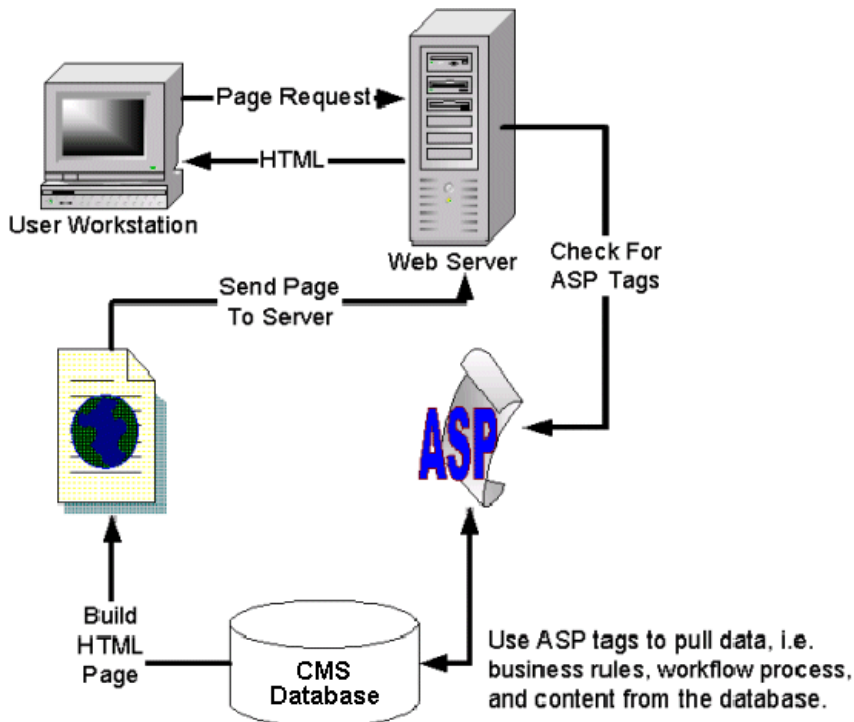 Page Request
HTML
User Workstation
Web Server
Check For
ASP Tags
Send Page
To Server
ASP
Build
HTML
Page
CMS
Database
Use ASP tags to pull data, i.e.
business rules, workflow process,
and content from the database.